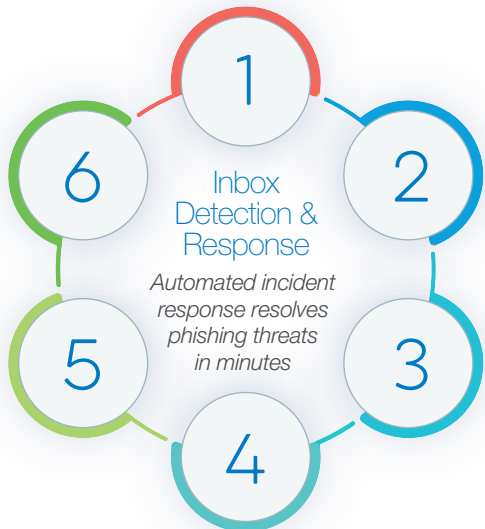 1
2
3
4
5
6
Inbox
Detection &
Response
Automated incident
response resolves
phishing threats
in minutes